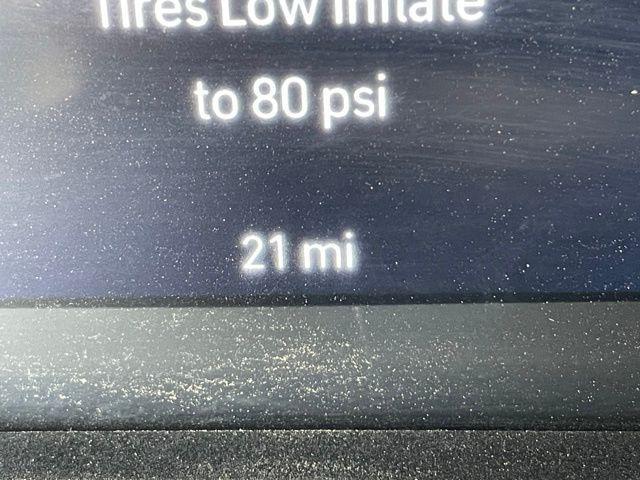 Tires Low Inflate
to 80 psi
21 mi